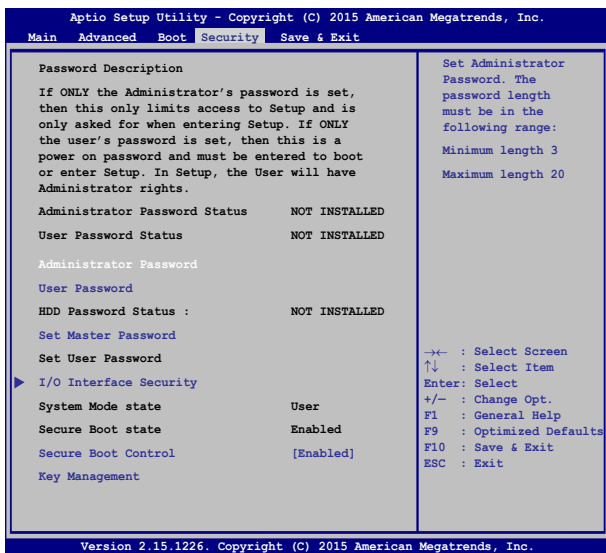 Aptio Setup Utility - Copyright (C) 2015 American Megatrends, Inc.
Main Advanced Boot Security Save & Exit
Password Description
If ONLY the Administrator's password is set,
then this only limits access to Setup and is
only asked for when entering Setup. If ONLY
the user's password is set, then this is a
power on password and must be entered to boot
or enter Setup. In Setup, the User will have
Administrator rights.
Administrator Password Status NOT INSTALLED
User Password Status NOT INSTALLED
Administrator Password
User Password
HDD Password Status : NOT INSTALLED
Set Master Password
Set User Password
I/O Interface Security
System Mode state User
Secure Boot state Enabled
Secure Boot Control [Enabled]
Key Management
Set Administrator
Password. The
password length
must be in the
following range:
Minimum length 3
Maximum length 20
→← : Select Screen
↑↓ : Select Item
Enter: Select
+/— : Change Opt.
F1 : General Help
F9 : Optimized Defaults
F10 : Save & Exit
ESC : Exit
Version 2.15.1226. Copyright (C) 2015 American Megatrends, Inc.